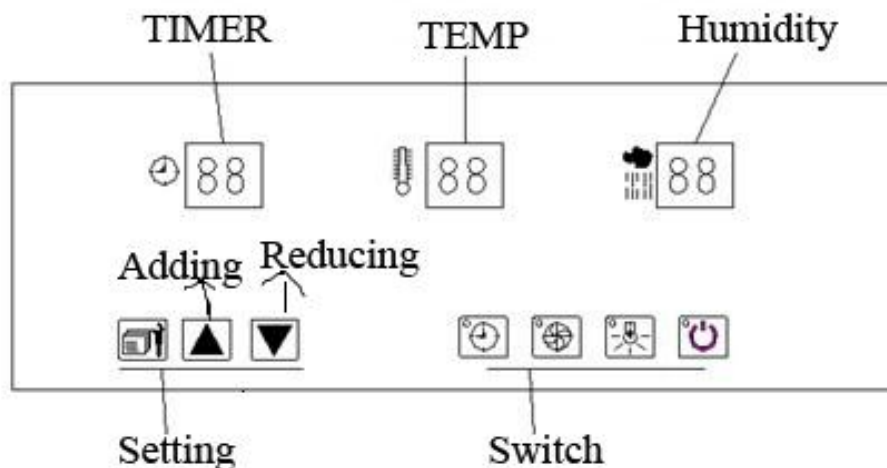 TIMER TEMP Humidity
88 88 88
Adding Reducing
Setting Switch